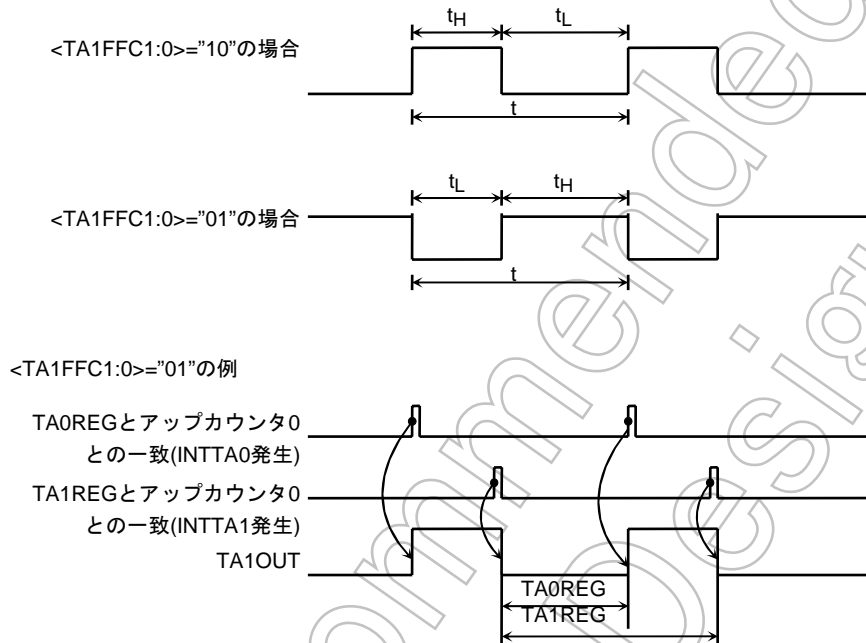 tH tL
<TA1FFC1:0>=”10”の場合
t
tL tH
<TA1FFC1:0>=”01”の場合
t
<TA1FFC1:0>=”01”の例
TA0REGとアップカウンタ0
との一致(INTTA0発生)
TA1REGとアップカウンタ0
との一致(INTTA1発生)
TA1OUT
TA0REG
TA1REG
ommended
Desig